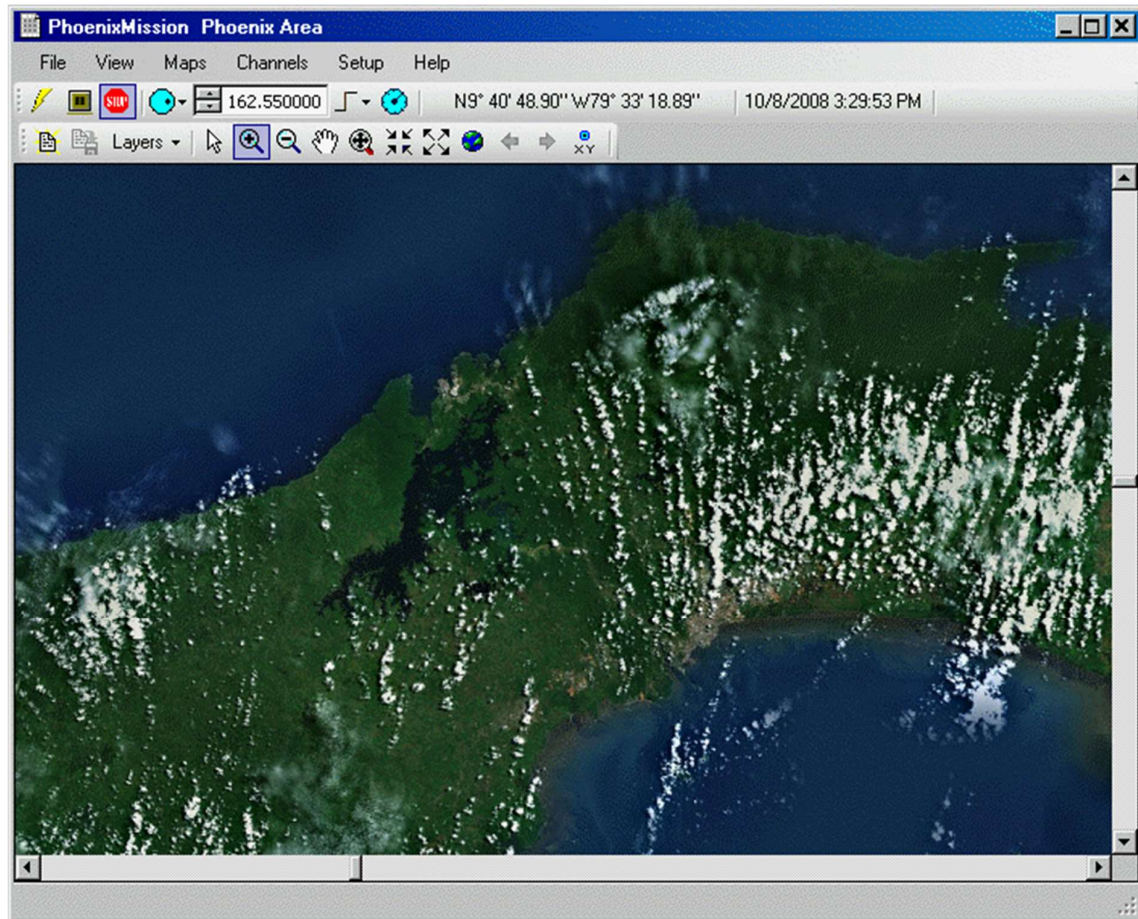 PhoenixMission Phoenix Area
File View Maps Channels Setup Help
STOP 162.550000 N9° 40' 48.90" W79° 33' 18.89" 10/8/2008 3:29:53 PM
Layers XY